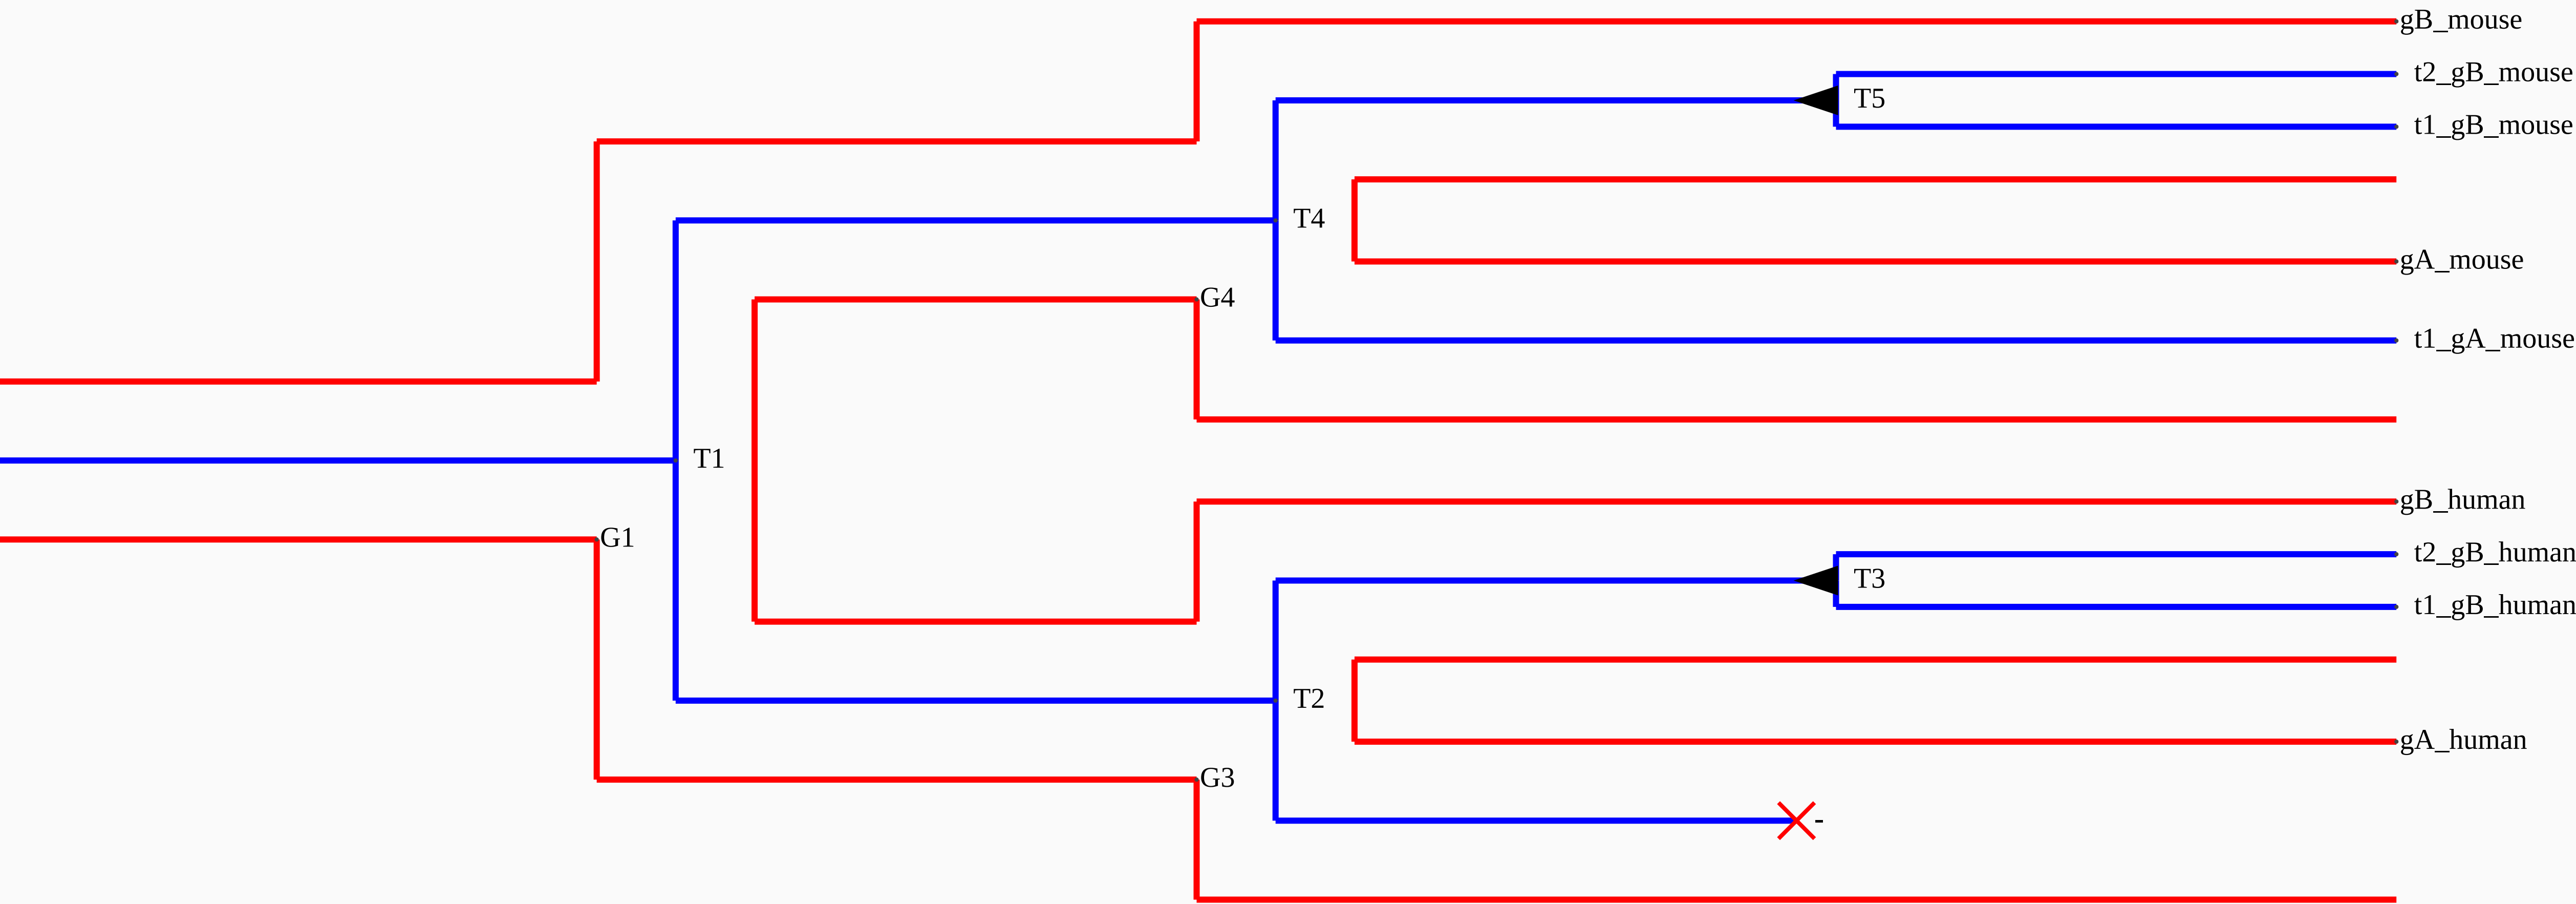 gB_mouse
t2_gB_mouse
T5
t1_gB_mouse
T4
gA_mouse
G4
t1_gA_mouse
T1
gB_human
G1
t2_gB_human
T3
t1_gB_human
T2
gA_human
G3
-